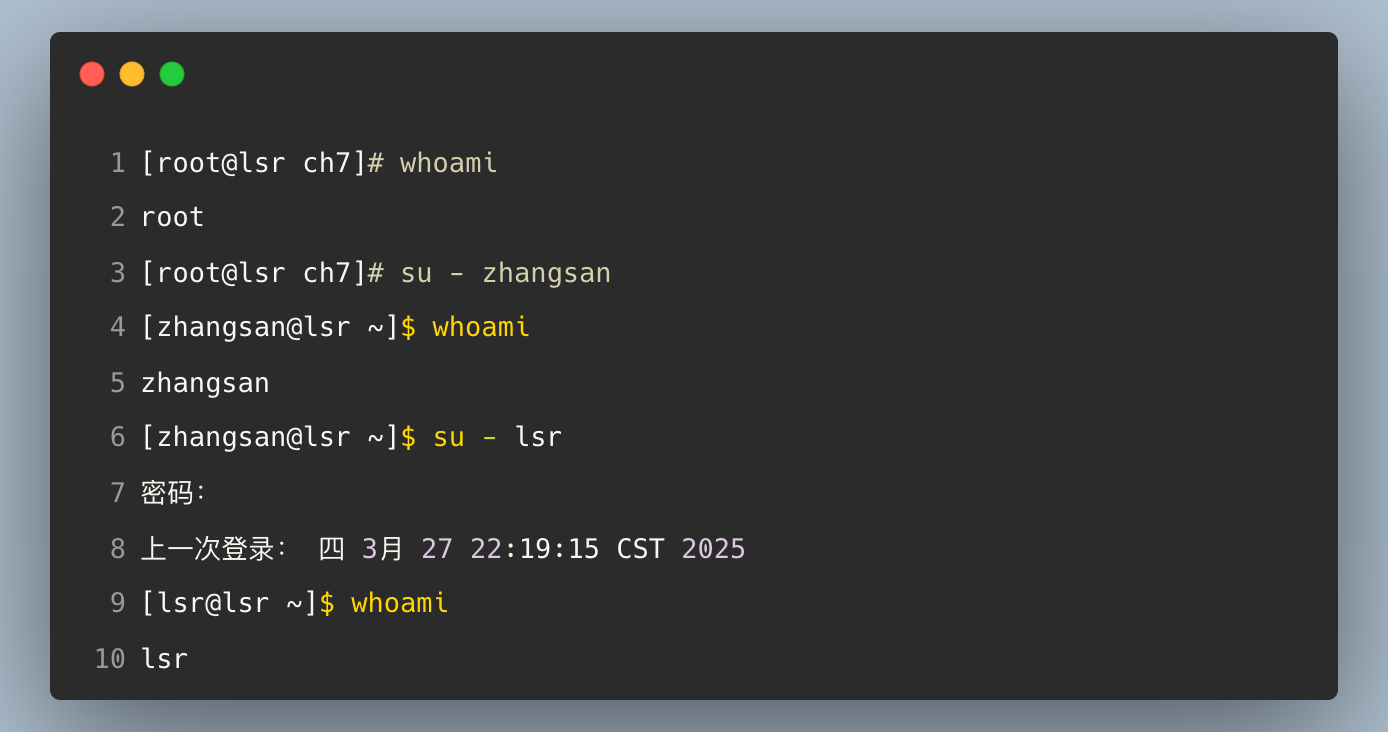 1 [root@lsr ch7]# whoami
2 root
3 [root@lsr ch7]# su - zhangsan
4 [zhangsan@lsr ~]$ whoami
5 zhangsan
6 [zhangsan@lsr ~]$ su - lsr
7 密码：
8 上一次登录： 四 3月 27 22:19:15 CST 2025
9 [lsr@lsr ~]$ whoami
10 lsr